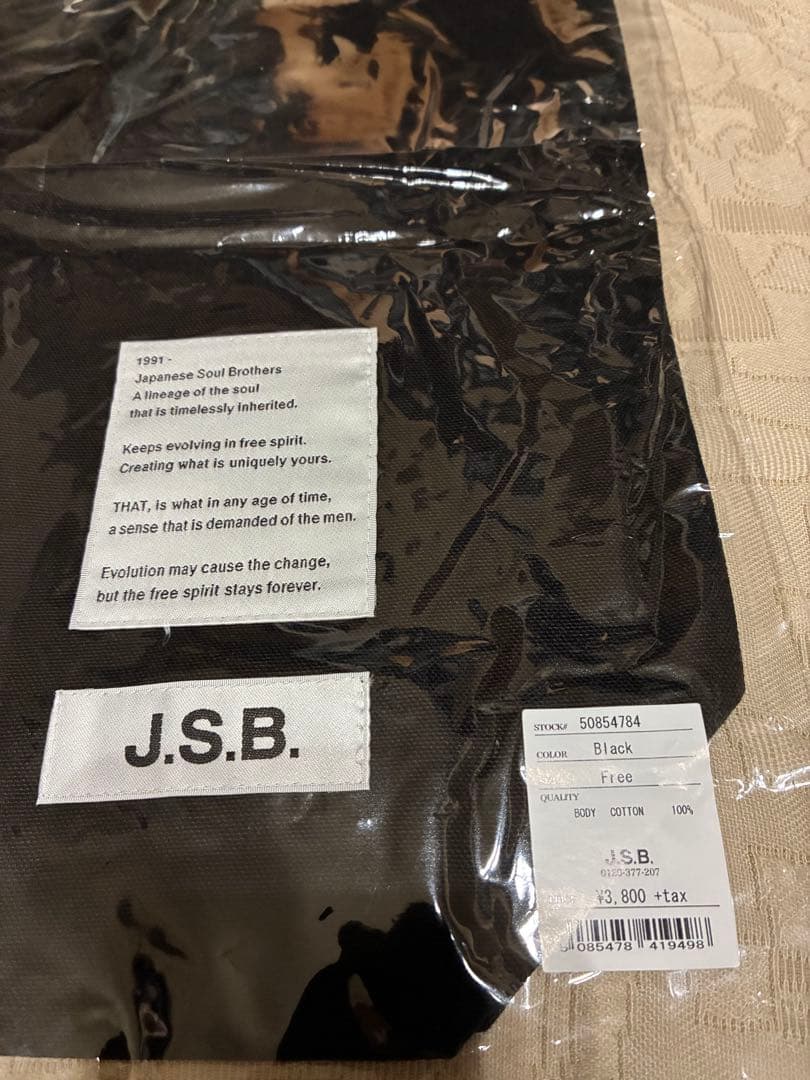 1991 -
Japanese Soul Brothers
A lineage of the soul
that is timelessly inherited.
Keeps evolving in free spirit.
Creating what is uniquely yours.
THAT, is what in any age of time,
a sense that is demanded of the men.
Evolution may cause the change,
but the free spirit stays forever.
J.S.B.
STOCK# 50854784
COLOR Black
Free
QUALITY
BODY COTTON 100%
J.S.B.
0120-377-207
¥3,800 +tax
085478 419498